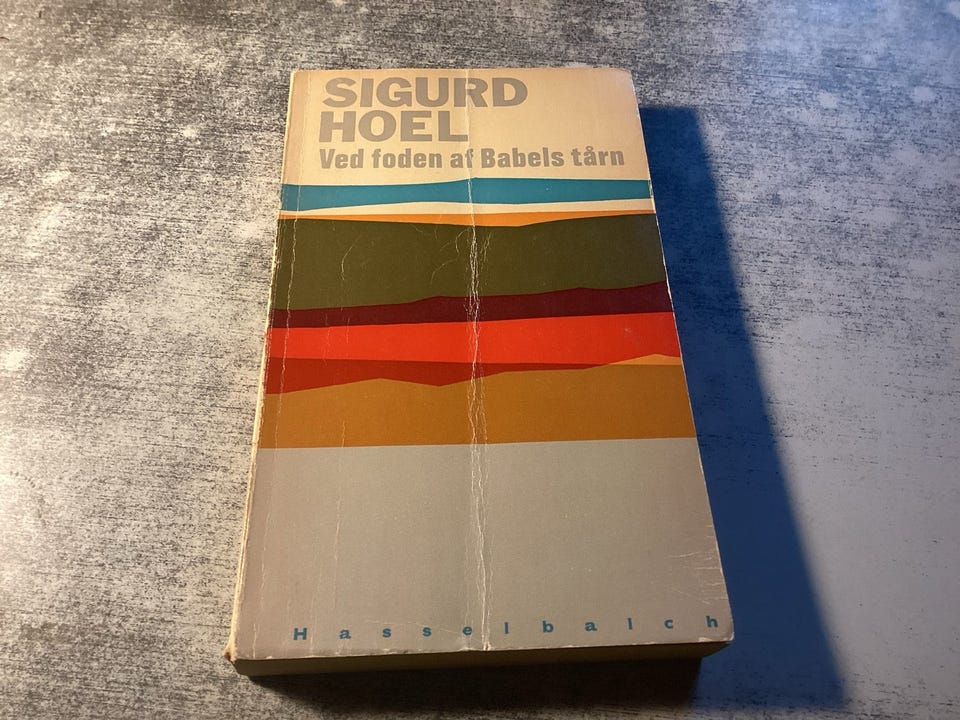 SIGURD
HOEL
Ved foden af Babels tårn
Hasselbalch